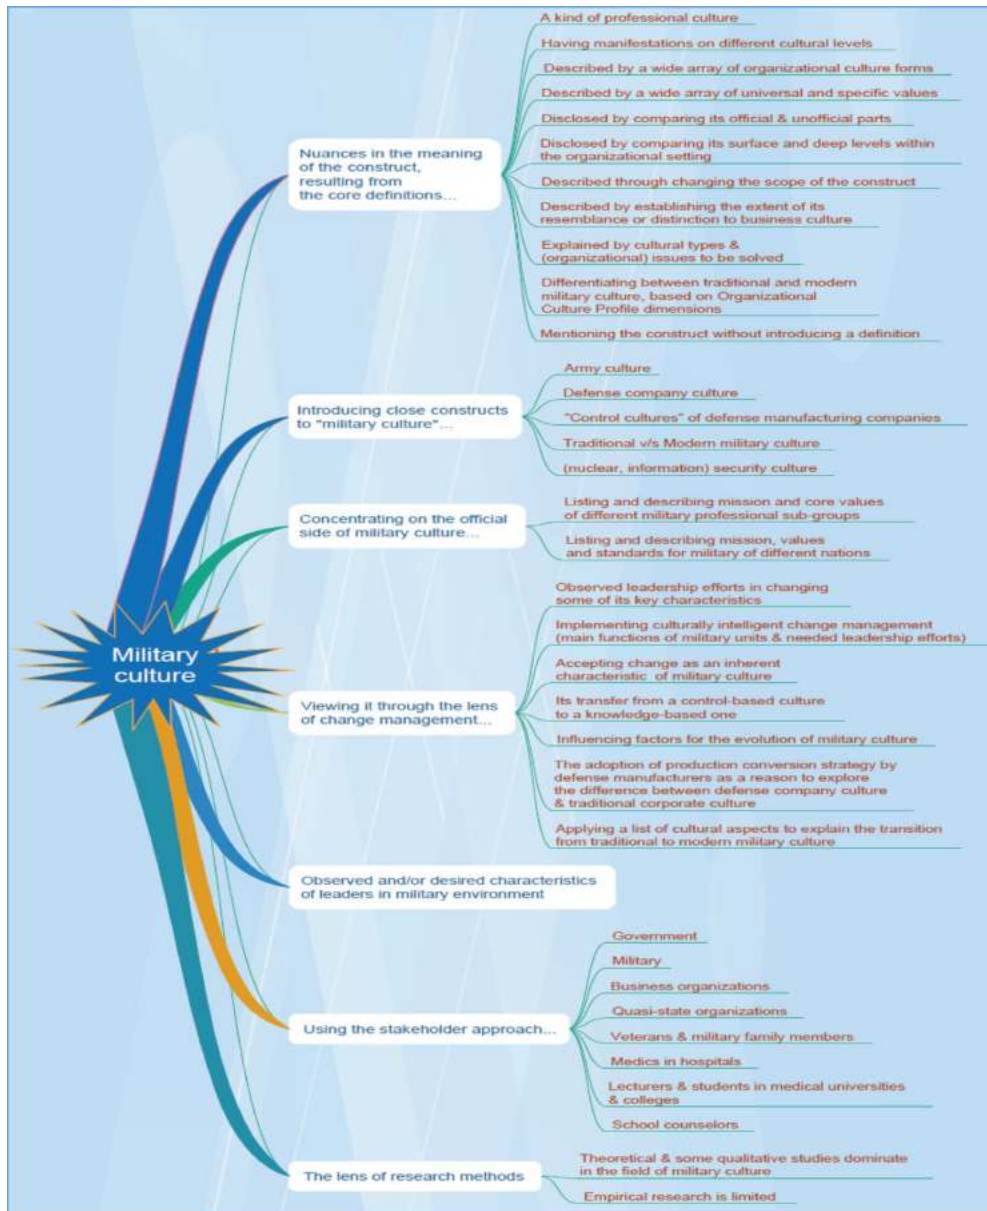 A kind of professional culture
Having manifestations on different cultural levels
Described by a wide array of organizational culture forms
Described by a wide array of universal and specific values
Disclosed by comparing its official & unofficial parts
Disclosed by comparing its surface and deep levels within
the organizational setting
Described through changing the scope of the construct
Described by establishing the extent of its
resemblance or distinction to business culture
Explained by cultural types &
(organizational) issues to be solved
Differentiating between traditional and modern
military culture, based on Organizational
Culture Profile dimensions
Mentioning the construct without introducing a definition
Nuances in the meaning
of the construct,
resulting from
the core definitions...
Army culture
Defense company culture
"Control cultures" of defense manufacturing companies
Traditional v/s Modern military culture
(nuclear, information) security culture
Introducing close constructs
to "military culture"...
Listing and describing mission and core values
of different military professional sub-groups
Listing and describing mission, values
and standards for military of different nations
Concentrating on the official
side of military culture...
Observed leadership efforts in changing
some of its key characteristics
Implementing culturally intelligent change management
(main functions of military units & needed leadership efforts)
Accepting change as an inherent
characteristic of military culture
Its transfer from a control-based culture
to a knowledge-based one
Influencing factors for the evolution of military culture
The adoption of production conversion strategy by
defense manufacturers as a reason to explore
the difference between defense company culture
& traditional corporate culture
Applying a list of cultural aspects to explain the transition
from traditional to modern military culture
Military
culture
Viewing it through the lens
of change management...
Observed and/or desired characteristics
of leaders in military environment
Government
Military
Business organizations
Quasi-state organizations
Veterans & military family members
Medics in hospitals
Lecturers & students in medical universities
& colleges
School counselors
Using the stakeholder approach...
The lens of research methods
Theoretical & some qualitative studies dominate
in the field of military culture
Empirical research is limited